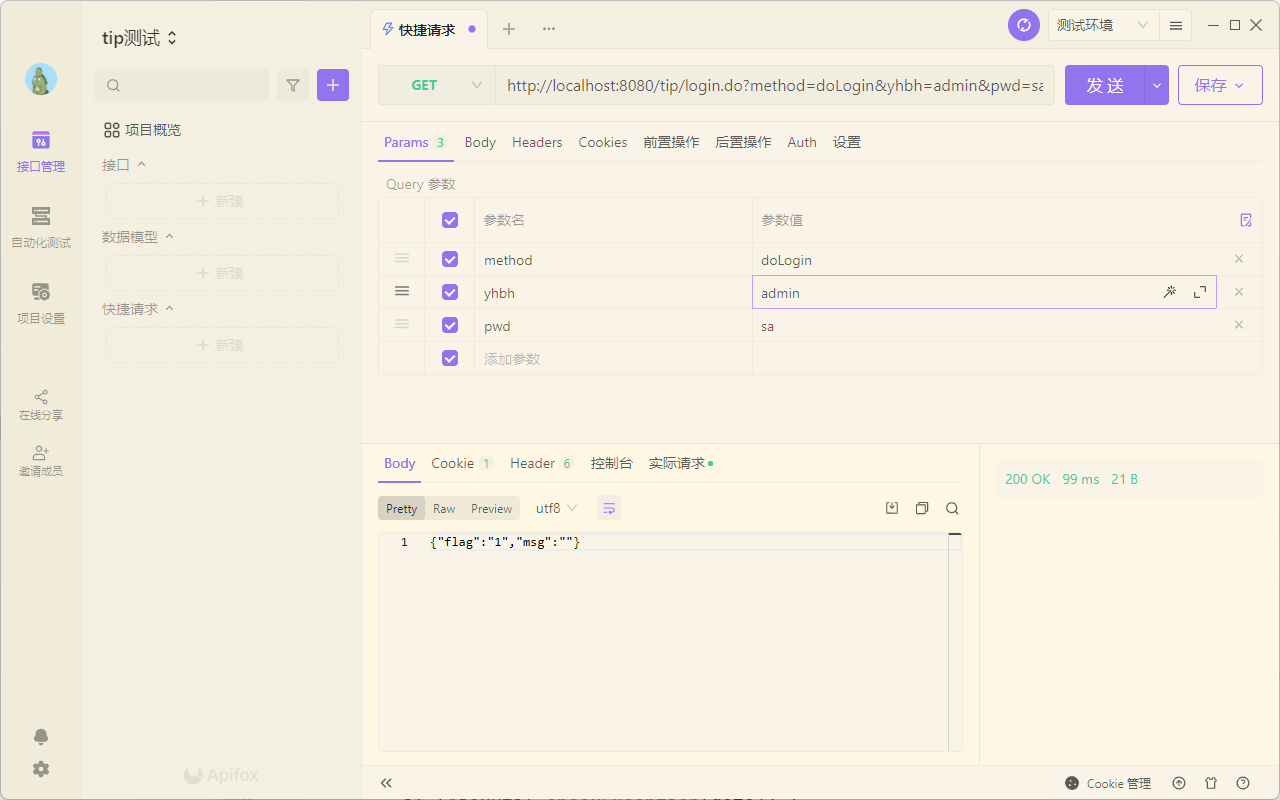 tip测试
快捷请求
测试环境
GET
http://localhost:8080/tip/login.do?method=doLogin&yhbh=admin&pwd=sa
发送
保存
接口管理
自动化测试
项目设置
在线分享
邀请成员
项目概览
接口
新建
数据模型
新建
快捷请求
新建
Apifox
Params 3 Body Headers Cookies 前置操作 后置操作 Auth 设置
Query 参数
参数名 参数值
method doLogin
yhbh admin
pwd sa
添加参数
Body Cookie 1 Header 6 控制台 实际请求
200 OK 99 ms 21 B
Pretty Raw Preview utf8
1 {"flag":"1","msg":""}
Cookie 管理